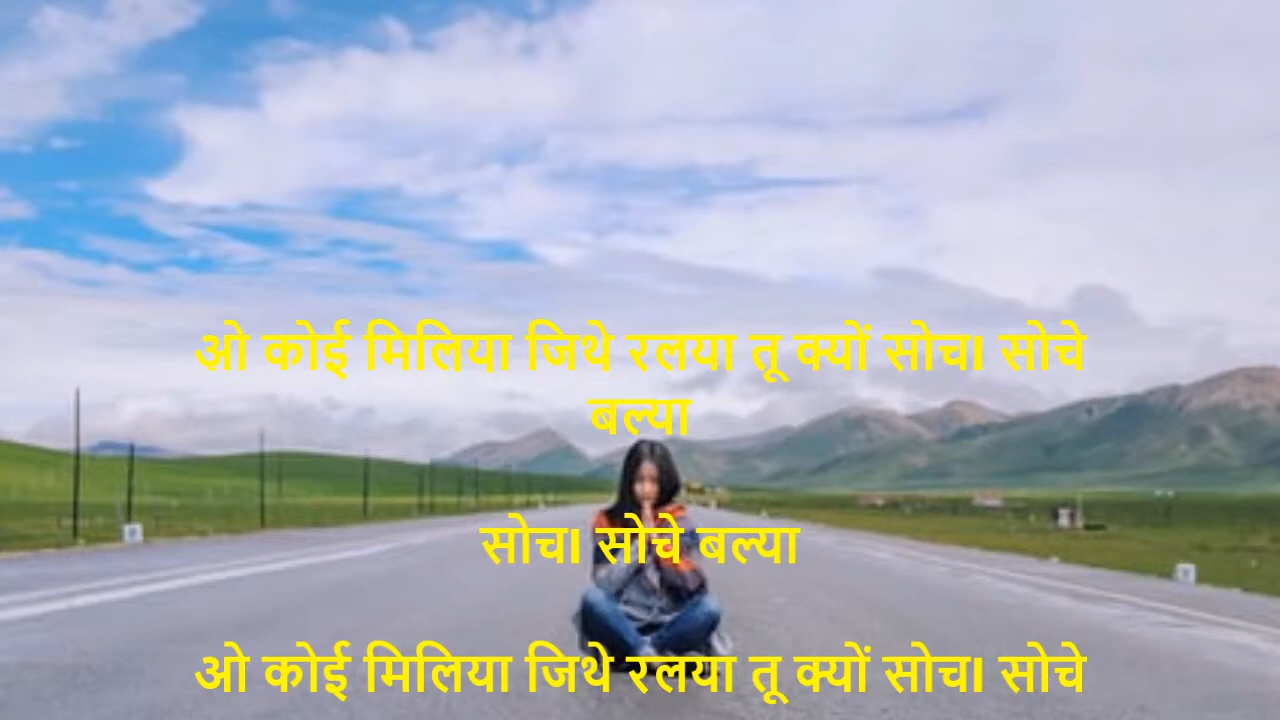 ओ कोई मिलिया जिथे रलया तू क्यों सोच। सोचे
बल्या
सोच। सोचे बल्या
ओ कोई मिलिया जिथे रलया तू क्यों सोच। सोचे